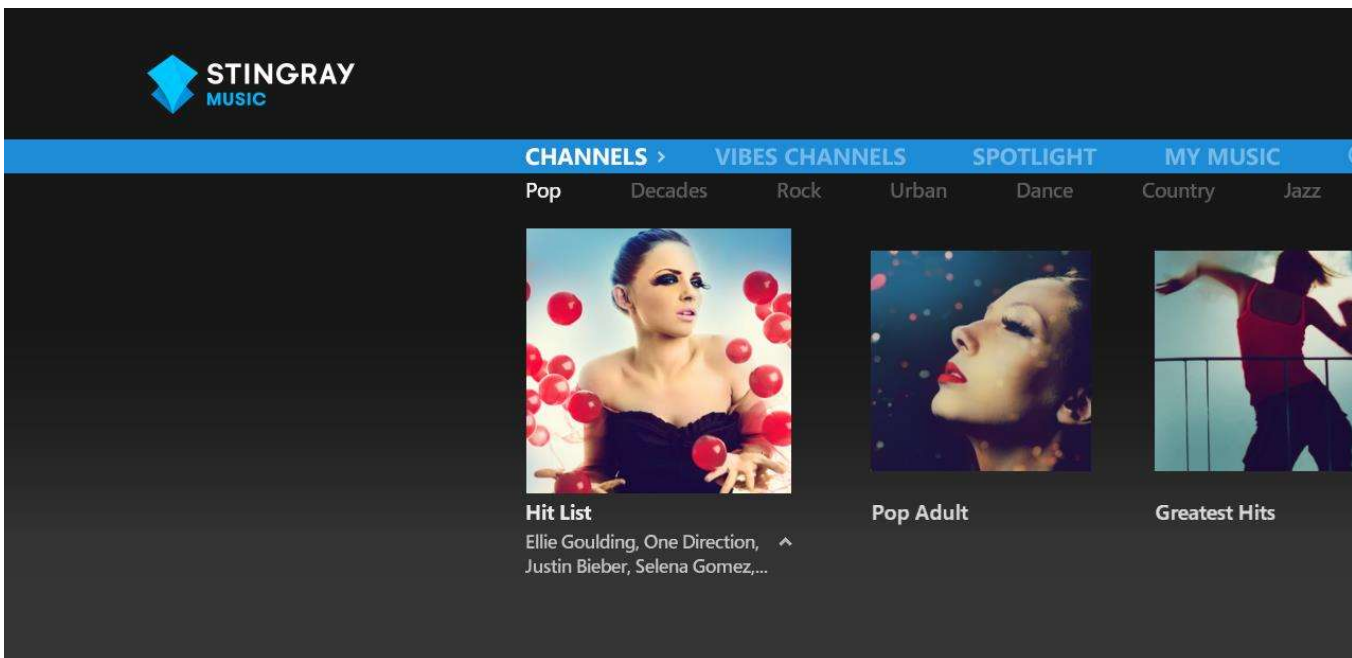 STINGRAY
MUSIC
CHANNELS › VIBES CHANNELS SPOTLIGHT MY MUSIC
Pop Decades Rock Urban Dance Country Jazz
Hit List Pop Adult Greatest Hits
Ellie Goulding, One Direction,
Justin Bieber, Selena Gomez,...